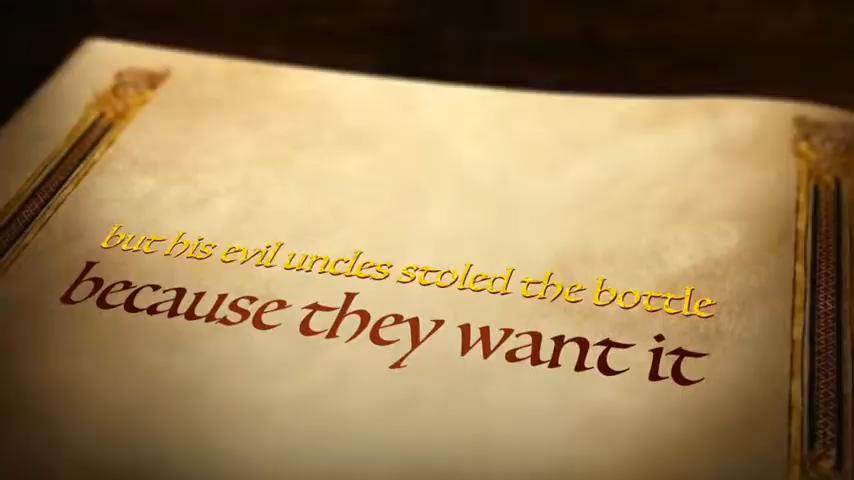 but his evil uncles stoled the bottle
because they want it